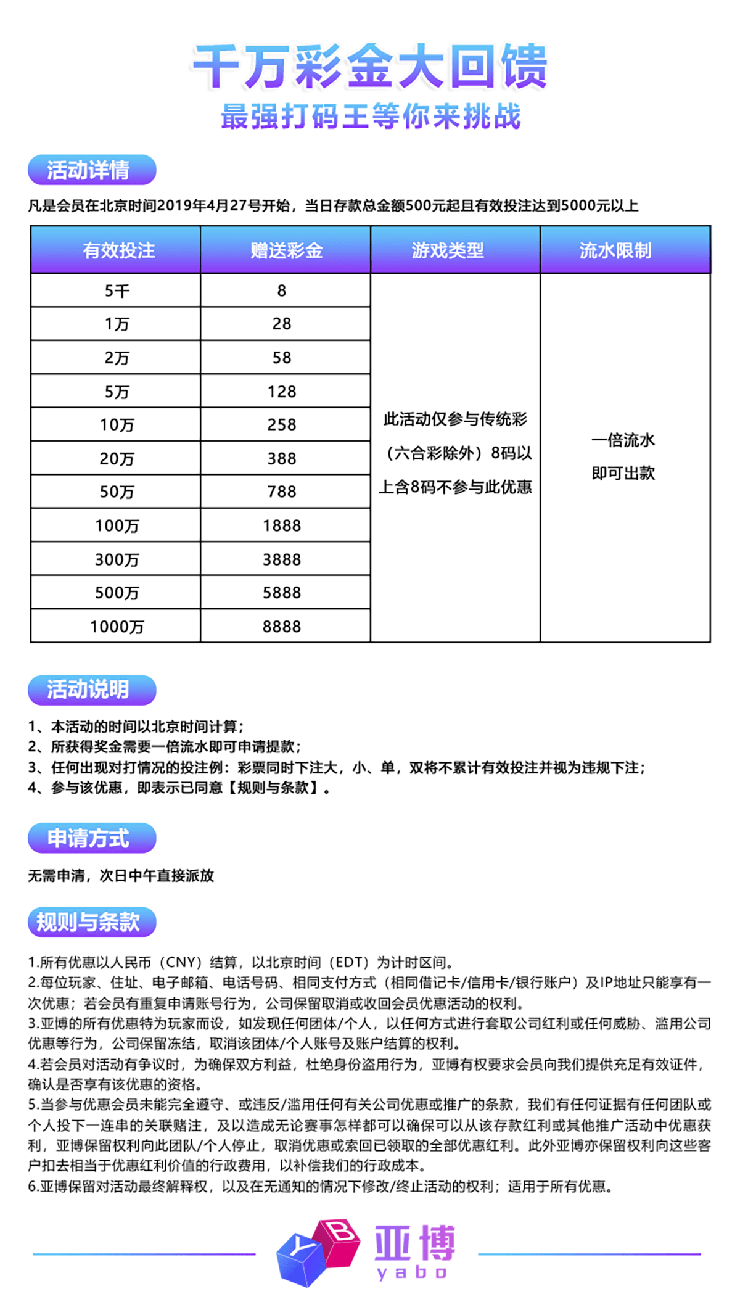 千万彩金大回馈
最强打码王等你来挑战
活动详情
凡是会员在北京时间2019年4月27号开始，当日存款总金额500元起且有效投注达到5000元以上
有效投注 赠送彩金 游戏类型 流水限制
5千 8
1万 28
2万 58
5万 128
10万 258
20万 388
50万 788
100万 1888
300万 3888
500万 5888
1000万 8888
此活动仅参与传统彩
（六合彩除外）8码以
上含8码不参与此优惠
一倍流水
即可出款
活动说明
1、本活动的时间以北京时间计算；
2、所获得奖金需要一倍流水即可申请提款；
3、任何出现对打情况的投注例：彩票同时下注大，小、单，双将不累计有效投注并视为违规下注；
4、参与该优惠，即表示已同意【规则与条款】。
申请方式
无需申清，次日中午直接派放
规则与条款
1.所有优惠以人民币（CNY）结算，以北京时间（EDT）为计时区间。
2.每位玩家、住址、电子邮箱、电话号码、相同支付方式（相同借记卡/信用卡/银行账户）及IP地址只能享有一
次优惠；若会员有重复申请账号行为，公司保留取消或收回会员优惠活动的权利。
3.亚博的所有优惠特为玩家而设，如发现任何团体/个人，以任何方式进行套取公司红利或任何威胁、滥用公司
优惠等行为，公司保留冻结，取消该团体/个人账号及账户结算的权利。
4.若会员对活动有争议时，为确保双方利益，杜绝身份盗用行为，亚博有权要求会员向我们提供充足有效证件，
确认是否享有该优惠的资格。
5.当参与优惠会员未能完全遵守、或违反/滥用任何有关公司优惠或推广的条款，我们有任何证据有任何团队或
个人投下一连串的关联赌注，及以造成无论赛事怎样都可以确保可以从该存款红利或其他推广活动中优惠获
利，亚博保留权利向此团队/个人停止，取消优惠或索回已领取的全部优惠红利。此外亚博亦保留权利向这些客
户扣去相当于优惠红利价值的行政费用，以补偿我们的行政成本。
6.亚博保留对活动最终解释权，以及在无通知的情况下修改/终止活动的权利；适用于所有优惠。
YB
亚博
yabo